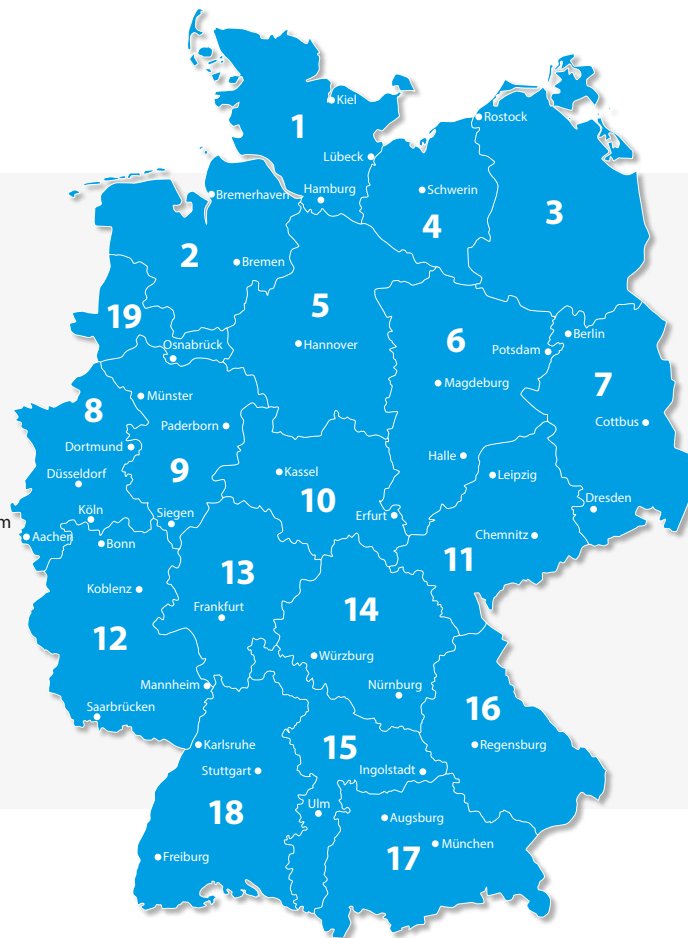 Kiel
1
Rostock
Lübeck
Hamburg
Schwerin
Bremerhaven
3
4
2
Bremen
5
19
Berlin
6
Osnabrück
Hannover
Potsdam
Magdeburg
7
Münster
8
Paderborn
Cottbus
Dortmund
Halle
9
Kassel
Düsseldorf
Leipzig
10
Dresden
Köln
Siegen
Erfurt
m
Aachen
Bonn
Chemnitz
11
13
Koblenz
14
Frankfurt
12
Würzburg
Mannheim
Nürnburg
Saarbrücken
16
Karlsruhe
15
Regensburg
Stuttgart
Ingolstadt
Ulm
18
Augsburg
München
Freiburg
17